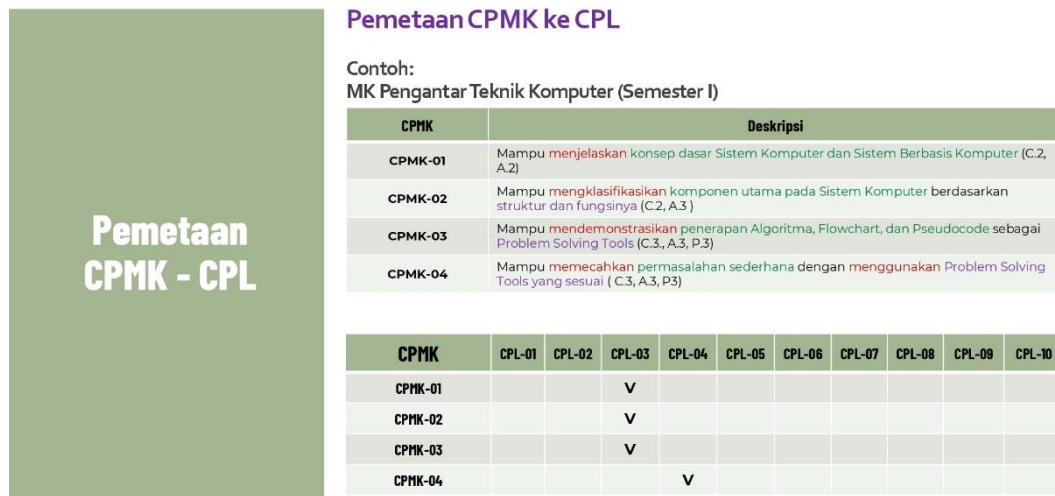 Pemetaan
CPMK - CPL
Pemetaan CPMK ke CPL
Contoh:
MK Pengantar Teknik Komputer (Semester I)
CPMK Deskripsi
CPMK-01 Mampu menjelaskan konsep dasar Sistem Komputer dan Sistem Berbasis Komputer (C.2,
A.2)
CPMK-02 Mampu mengklasifikasikan komponen utama pada Sistem Komputer berdasarkan
struktur dan fungsinya (C.2, A.3 )
CPMK-03 Mampu mendemonstrasikan penerapan Algoritma, Flowchart, dan Pseudocode sebagai
Problem Solving Tools (C.3., A.3, P.3)
CPMK-04 Mampu memecahkan permasalahan sederhana dengan menggunakan Problem Solving
Tools yang sesuai ( C.3, A.3, P3)
CPMK CPL-01 CPL-02 CPL-03 CPL-04 CPL-05 CPL-06 CPL-07 CPL-08 CPL-09 CPL-10
CPMK-01 V
CPMK-02 V
CPMK-03 V
CPMK-04 V